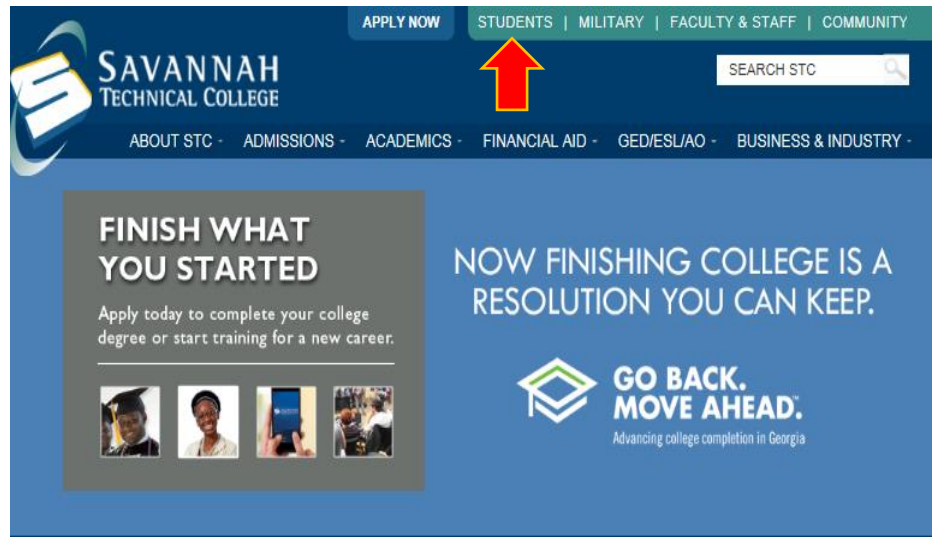 APPLY NOW STUDENTS | MILITARY | FACULTY & STAFF | COMMUNITY
SAVANNAH
TECHNICAL COLLEGE
SEARCH STC
ABOUT STC - ADMISSIONS - ACADEMICS - FINANCIAL AID - GED/ESL/AO - BUSINESS & INDUSTRY -
FINISH WHAT
YOU STARTED
Apply today to complete your college
degree or start training for a new career.
NOW FINISHING COLLEGE IS A
RESOLUTION YOU CAN KEEP.
GO BACK.
MOVE AHEAD.
Advancing college completion in Georgia